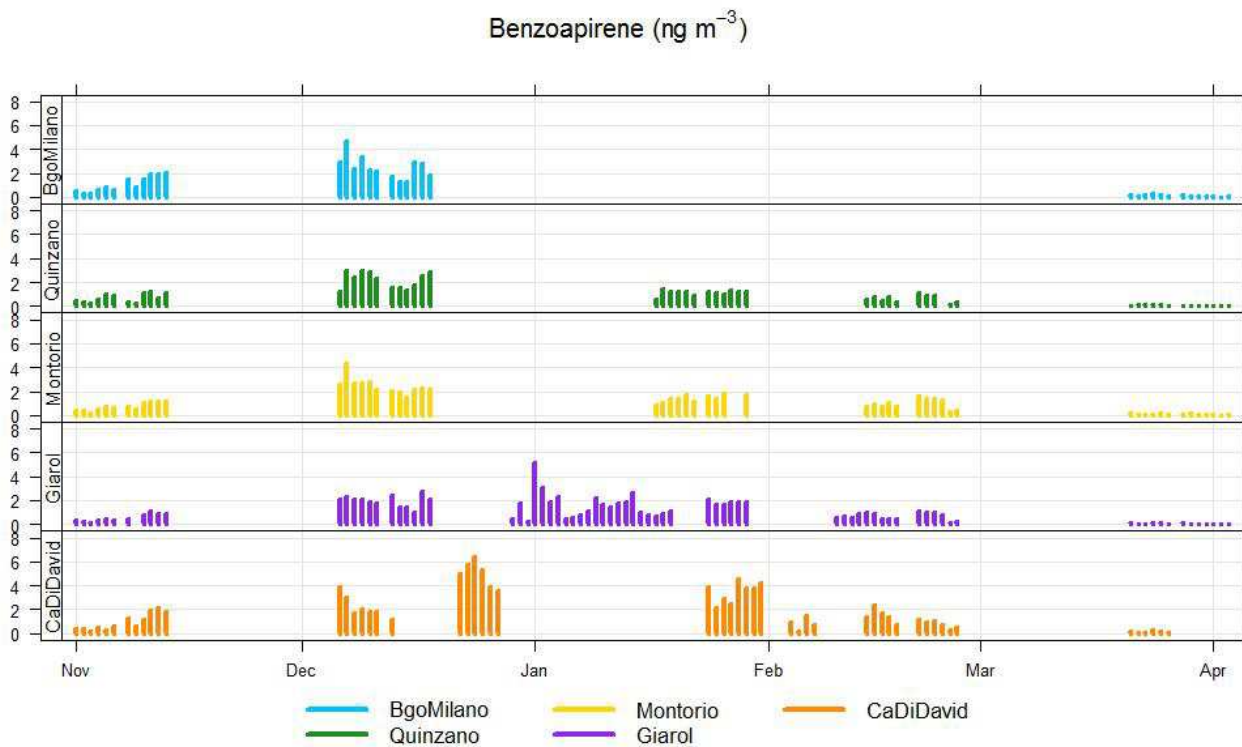 Benzoapirene (ng m⁻³)
8
6
4
2
0
BgoMilano
8
6
4
2
0
Quinzano
8
6
4
2
0
Montorio
8
6
4
2
0
Giarol
8
6
4
2
0
CaDiDavid
Nov Dec Jan Feb Mar Apr
BgoMilano Montorio CaDiDavid
Quinzano Giarol